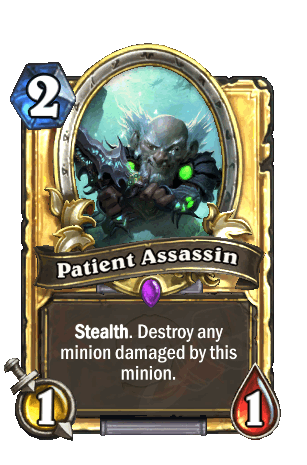 2
Patient Assassin
Stealth. Destroy any
minion damaged by this
minion.
1 1